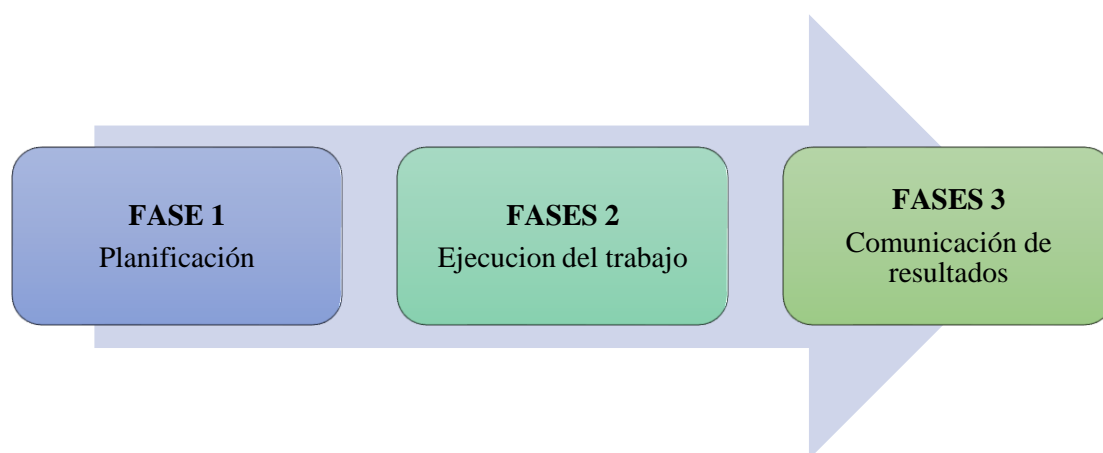 FASE 1
Planificación
FASES 2
Ejecucion del trabajo
FASES 3
Comunicación de
resultados